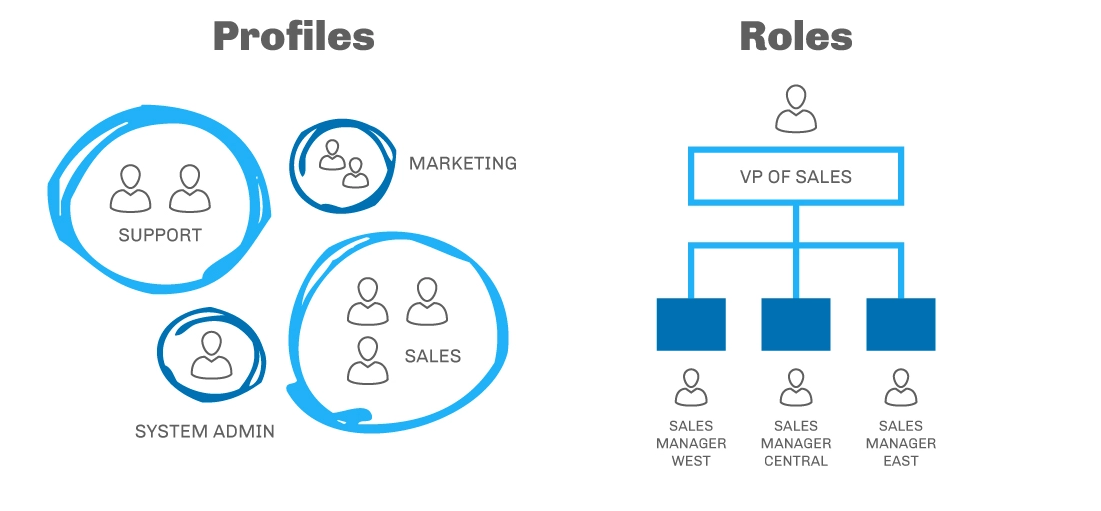 Profiles
SUPPORT
MARKETING
SALES
SYSTEM ADMIN
Roles
VP OF SALES
SALES
MANAGER
WEST
SALES
MANAGER
CENTRAL
SALES
MANAGER
EAST